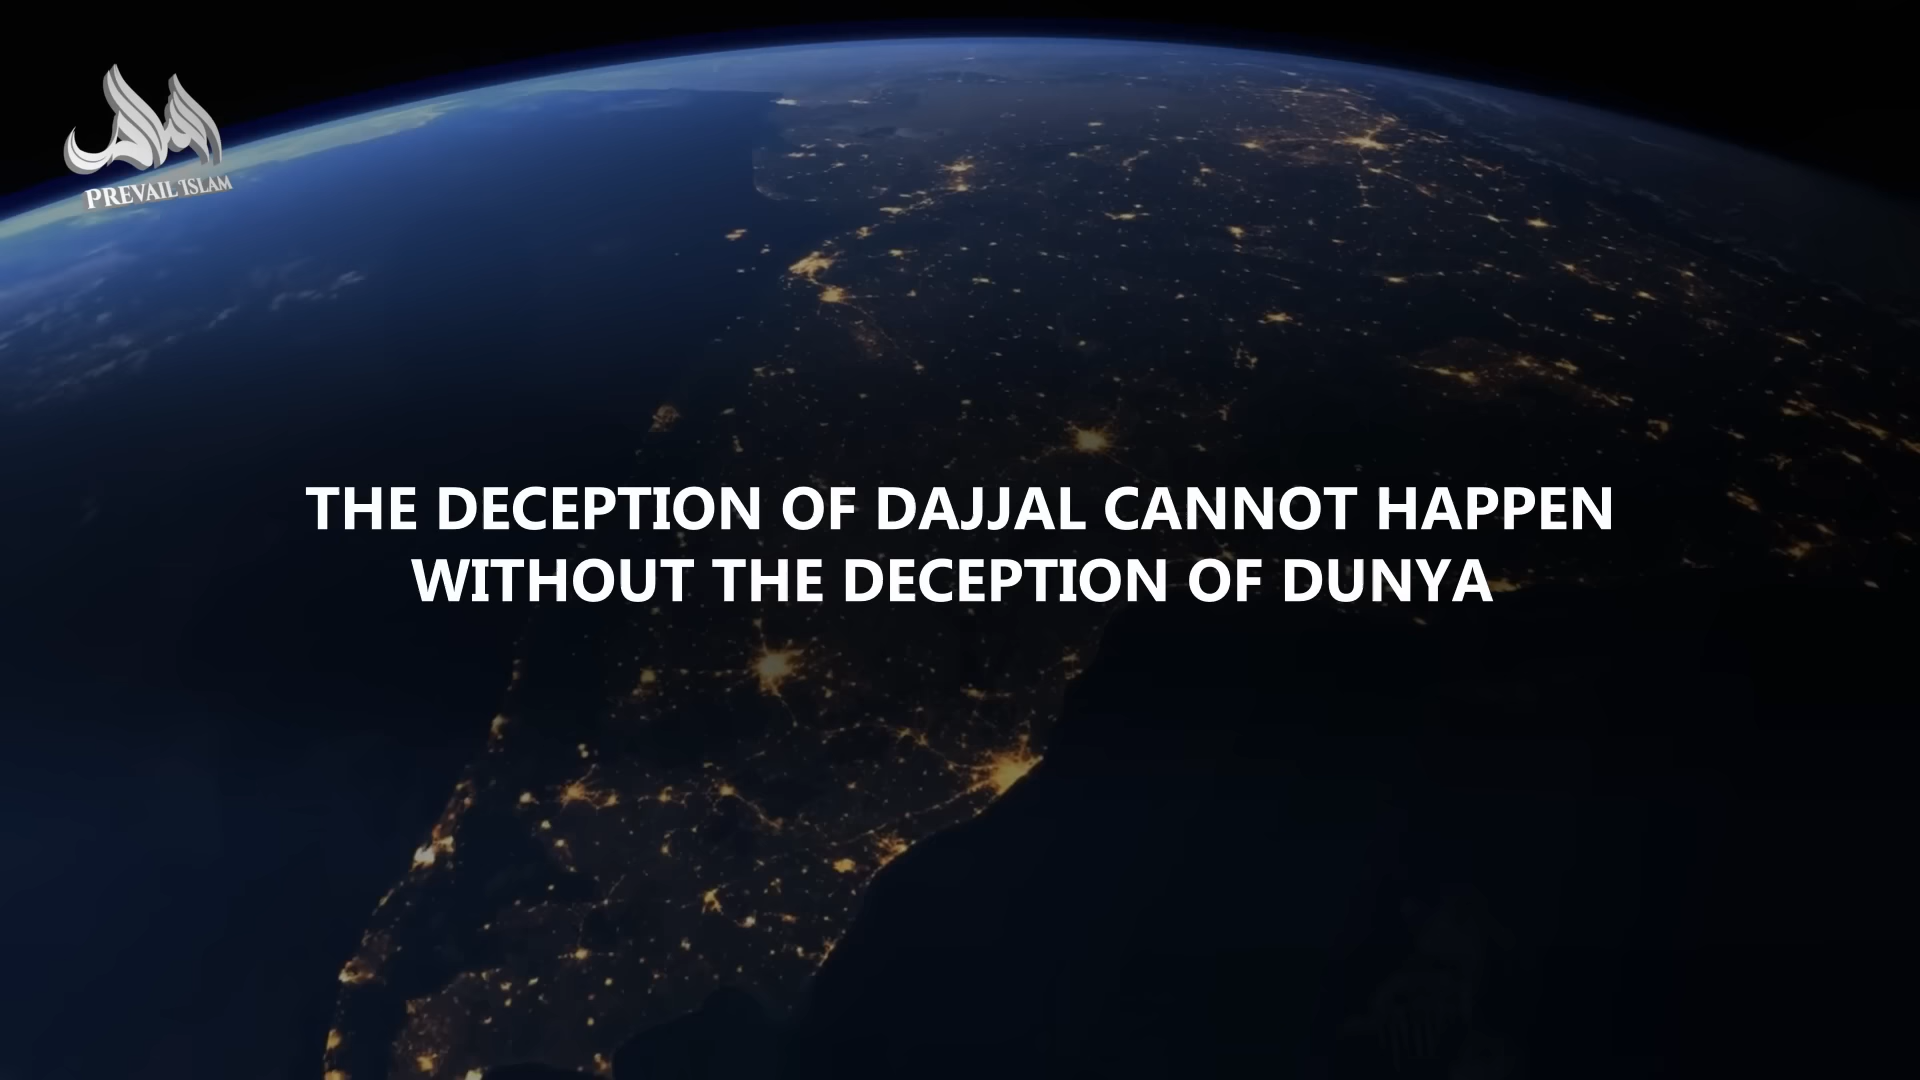 PREVAIL ISLAM
THE DECEPTION OF DAJJAL CANNOT HAPPEN
WITHOUT THE DECEPTION OF DUNYA